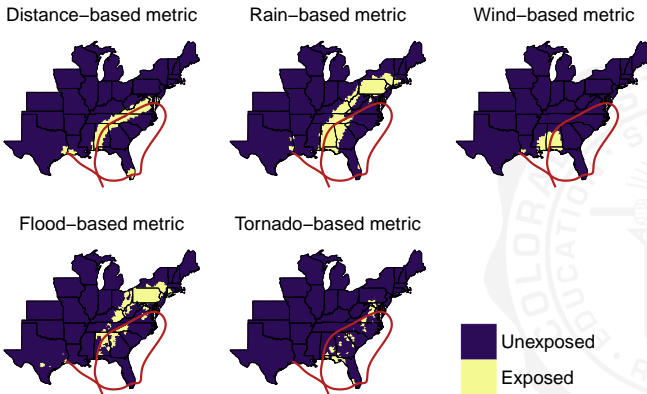 Distance−based metric
Rain−based metric
Wind−based metric
Flood−based metric
Tornado−based metric
Unexposed
Exposed